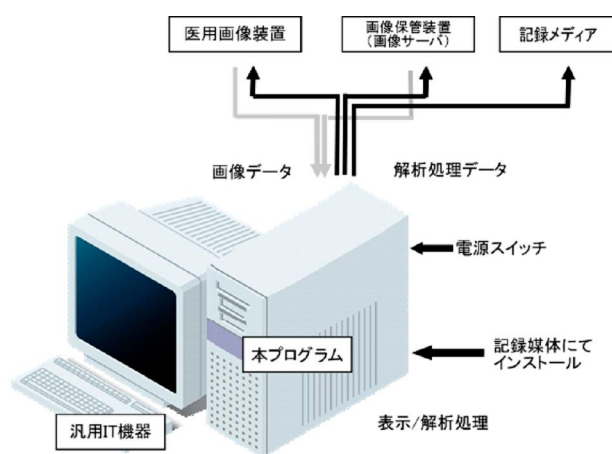 医用画像装置
画像保管装置
(画像サーバ)
記録メディア
画像データ
解析処理データ
電源スイッチ
本プログラム
記録媒体にて
インストール
汎用IT機器
表示/解析処理